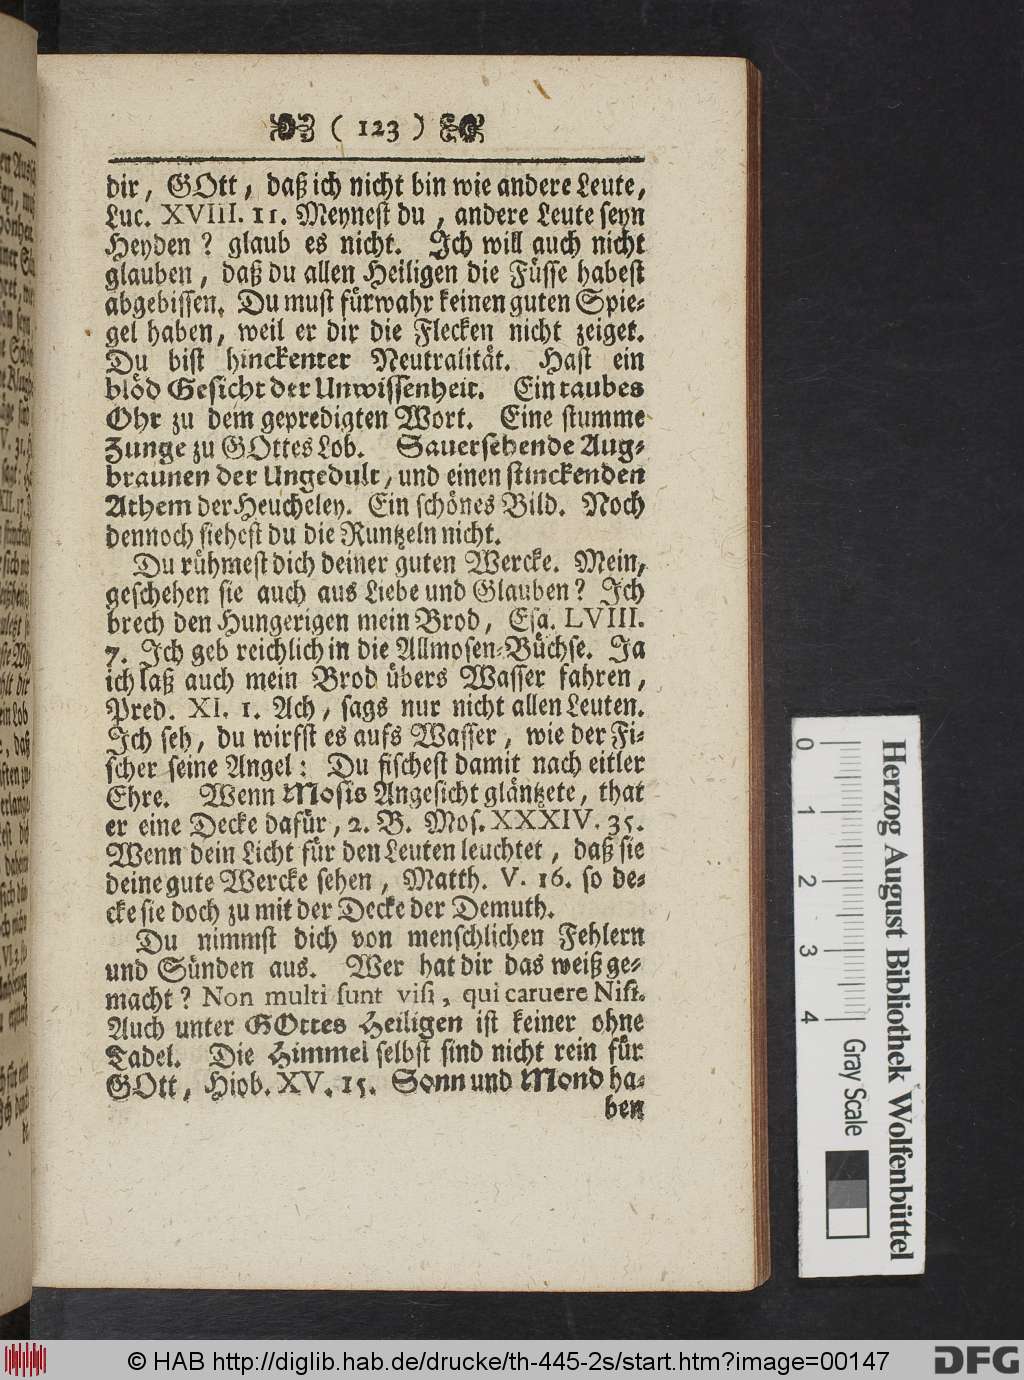 ( 123 )
dir, GOtt, daß ich nicht bin wie andere Leute,
Luc. XVIII. 11. Meynest du, andere Leute seyn
Heyden? glaub es nicht. Ich will auch nicht
glauben, daß du allen Heiligen die Füsse habest
abgebissen. Du must fürwahr keinen guten Spie-
gel haben, weil er dir die Flecken nicht zeiget.
Du bist hinckenter Neutralität. Hast ein
blöd Gesicht der Unwissenheit. Ein taubes
Ohr zu dem gepredigten Wort. Eine stumme
Zunge zu GOttes Lob. Sauersehende Aug-
braunen der Ungedult, und einen stinckenden
Athem der Heucheley. Ein schönes Bild. Noch
dennoch siehest du die Runtzeln nicht.
Du rühmest dich deiner guten Wercke. Mein,
geschehen sie auch aus Liebe und Glauben? Ich
brech den Hungerigen mein Brod, Esa. LVIII.
7. Ich geb reichlich in die Allmosen-Büchse. Ja
ich laß auch mein Brod übers Wasser fahren,
Pred. XI. 1. Ach, sags nur nicht allen Leuten.
Ich seh, du wirfst es aufs Wasser, wie der Fi-
scher seine Angel: Du fischest damit nach eitler
Ehre. Wenn Mosis Angesicht gläntzete, that
er eine Decke dafür, 2. B. Mos. XXXIV. 35.
Wenn dein Licht für den Leuten leuchtet, daß sie
deine gute Wercke sehen, Matth. V. 16. so de-
cke sie doch zu mit der Decke der Demuth.
Du nimmst dich von menschlichen Fehlern
und Sünden aus. Wer hat dir das weiß ge-
macht? Non multi sunt visi, qui caruere Nisi.
Auch unter GOttes Heiligen ist keiner ohne
Tadel. Die Himmel selbst sind nicht rein für
GOtt, Hiob. XV. 15. Sonn und Mond ha-
ben
0 1 2 3 4
Herzog August Bibliothek Wolfenbüttel
Gray Scale
© HAB http://diglib.hab.de/drucke/th-445-2s/start.htm?image=00147
DFG